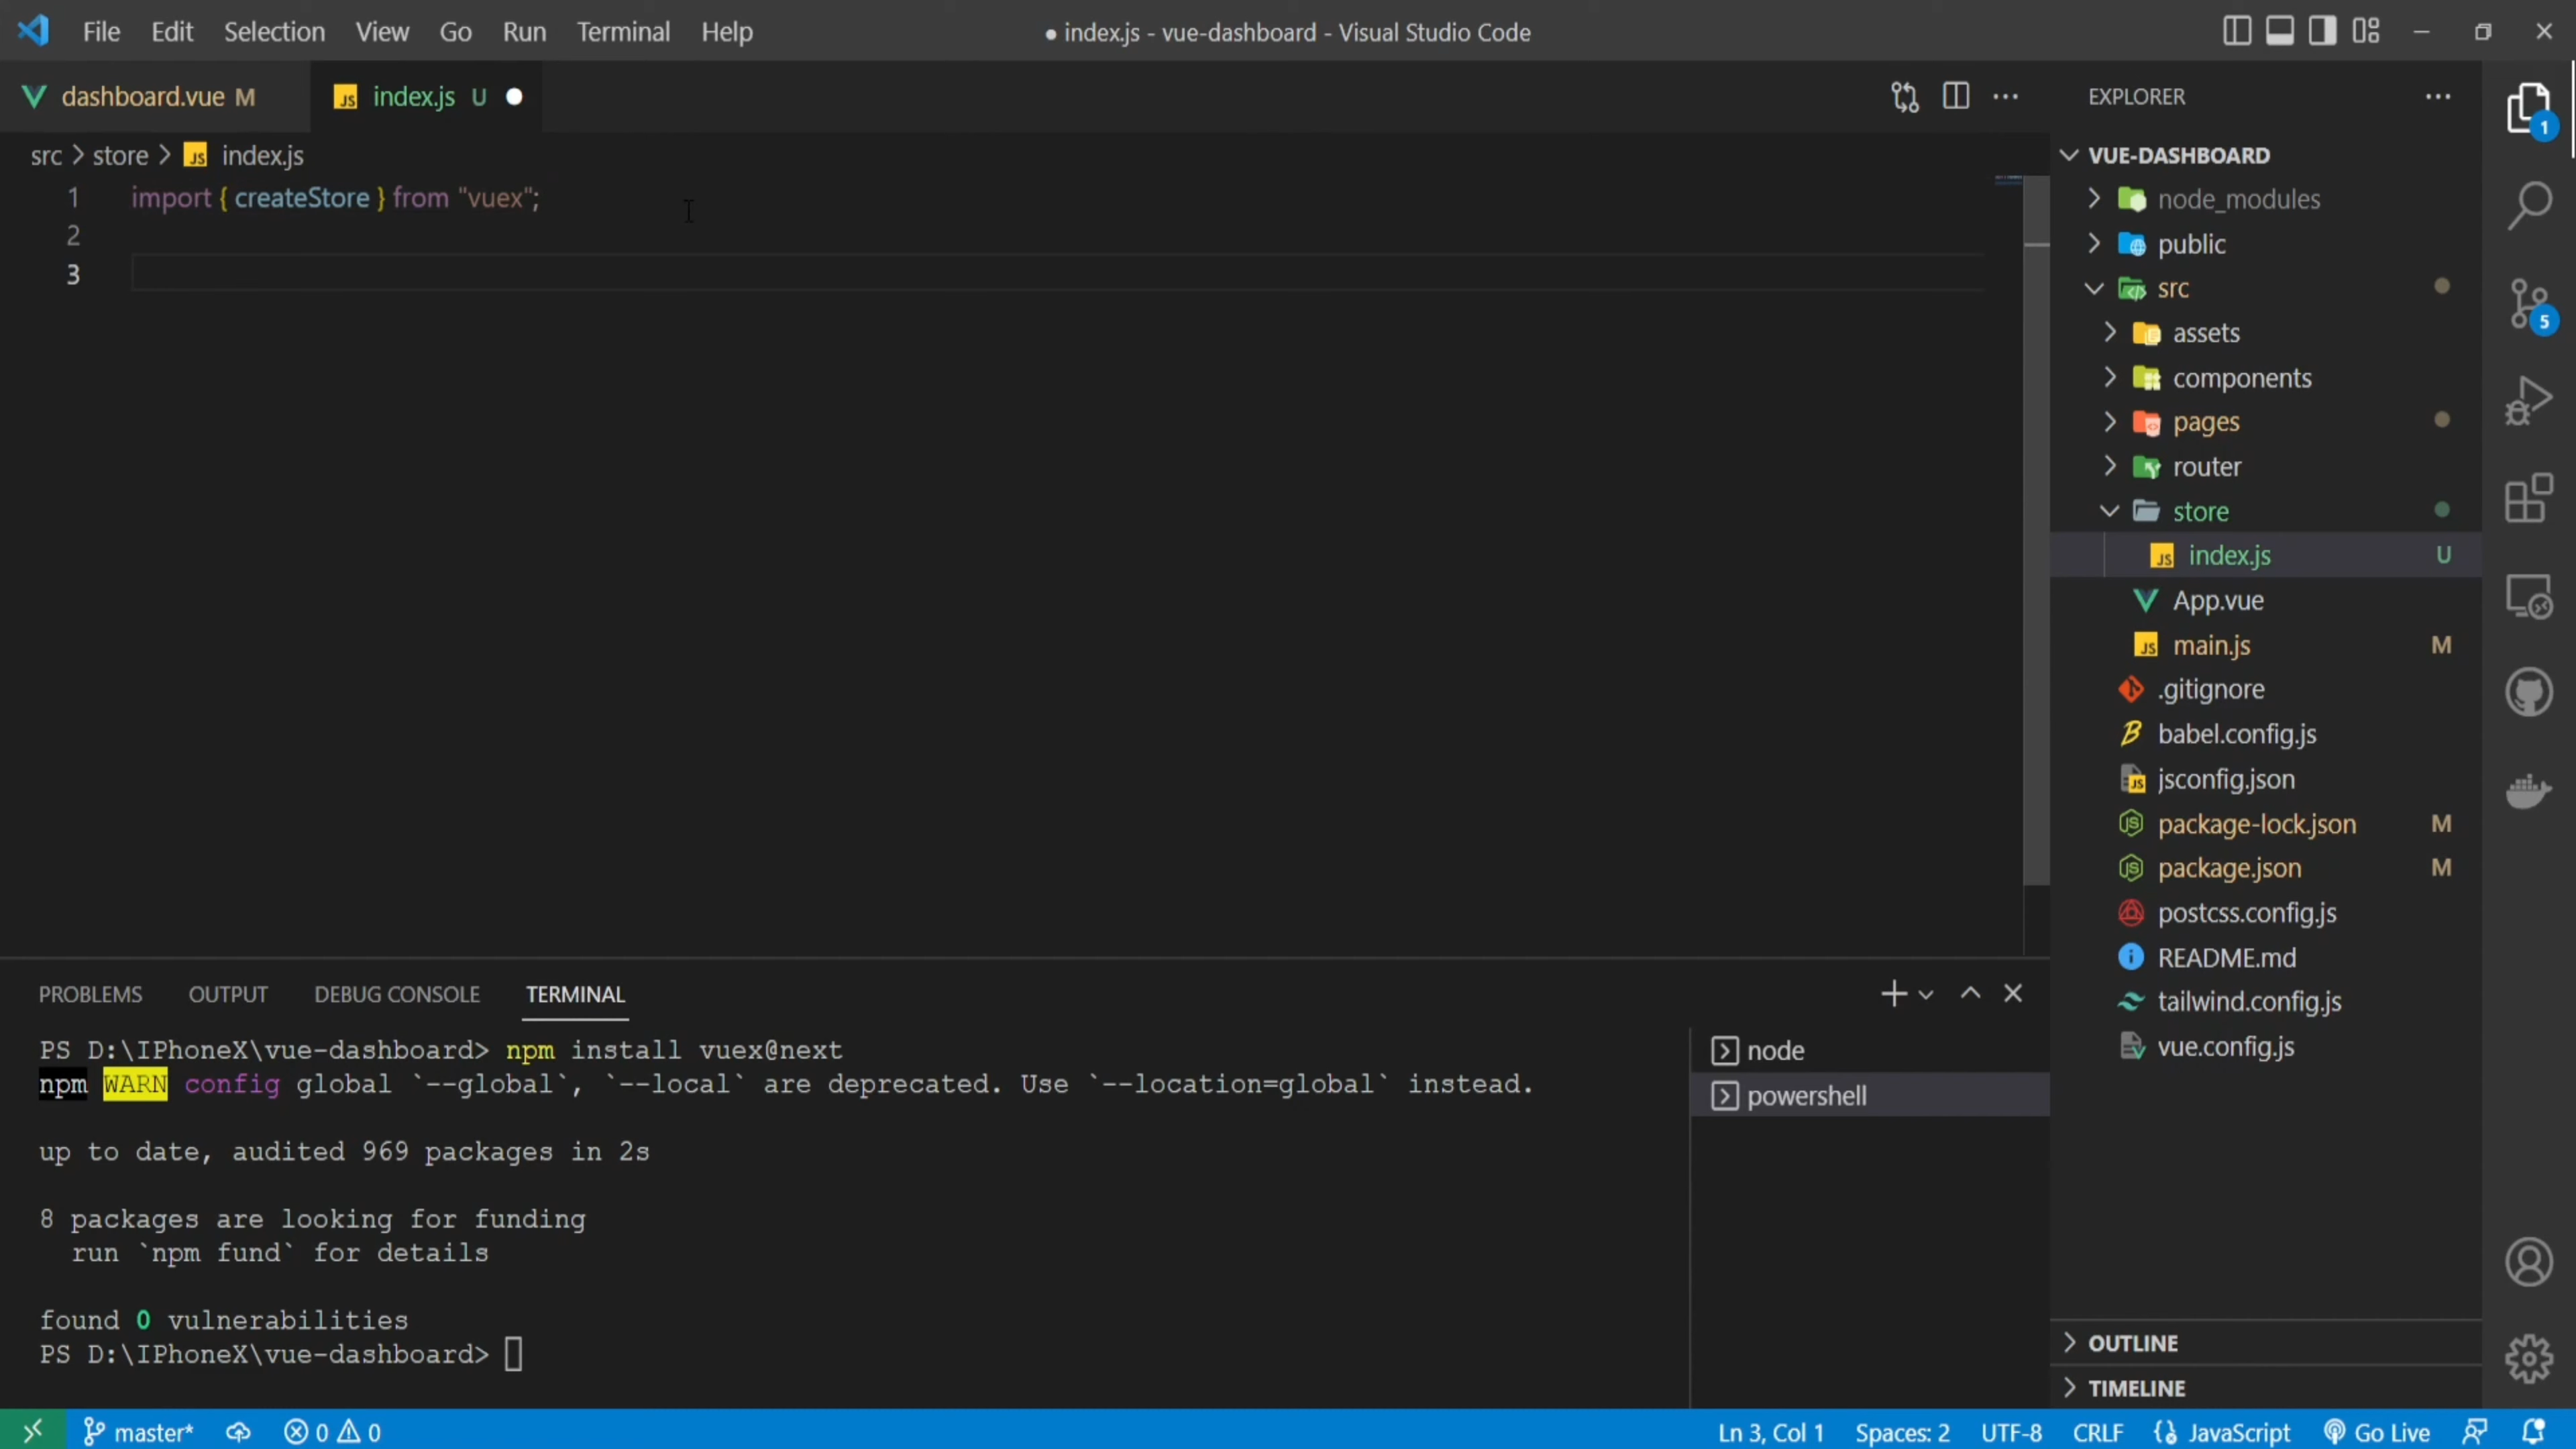 File Edit Selection View Go Run Terminal Help
● index.js - vue-dashboard - Visual Studio Code
dashboard.vue M
JS index.js U
src > store > JS index.js
1 import { createStore } from "vuex";
2
3
EXPLORER
VUE-DASHBOARD
node_modules
public
src
assets
components
pages
router
store
JS index.js U
App.vue
JS main.js M
.gitignore
babel.config.js
jsconfig.json
package-lock.json M
package.json M
postcss.config.js
README.md
tailwind.config.js
vue.config.js
OUTLINE
TIMELINE
1
5
PROBLEMS OUTPUT DEBUG CONSOLE TERMINAL
PS D:\IPhoneX\vue-dashboard> npm install vuex@next
npm WARN config global `--global`, `--local` are deprecated. Use `--location=global` instead.
up to date, audited 969 packages in 2s
8 packages are looking for funding
run `npm fund` for details
found 0 vulnerabilities
PS D:\IPhoneX\vue-dashboard>
node
powershell
master* 0 0 Ln 3, Col 1 Spaces: 2 UTF-8 CRLF JavaScript Go Live